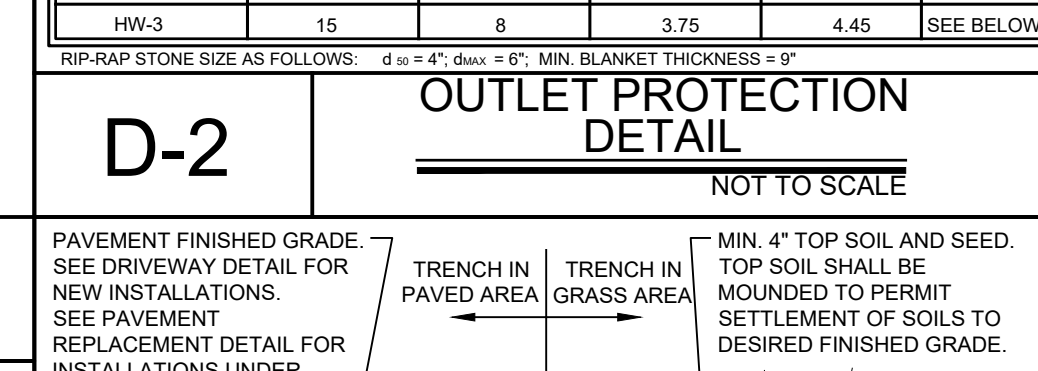 HW-3 15 8 3.75 4.45 SEE BELOW
RIP-RAP STONE SIZE AS FOLLOWS: d 50 = 4"; dMAX = 6"; MIN. BLANKET THICKNESS = 9"
D-2
OUTLET PROTECTION
DETAIL
NOT TO SCALE
PAVEMENT FINISHED GRADE.
SEE DRIVEWAY DETAIL FOR
NEW INSTALLATIONS.
SEE PAVEMENT
REPLACEMENT DETAIL FOR
INSTALLATIONS UNDER
TRENCH IN
PAVED AREA
TRENCH IN
GRASS AREA
MIN. 4" TOP SOIL AND SEED.
TOP SOIL SHALL BE
MOUNDED TO PERMIT
SETTLEMENT OF SOILS TO
DESIRED FINISHED GRADE.